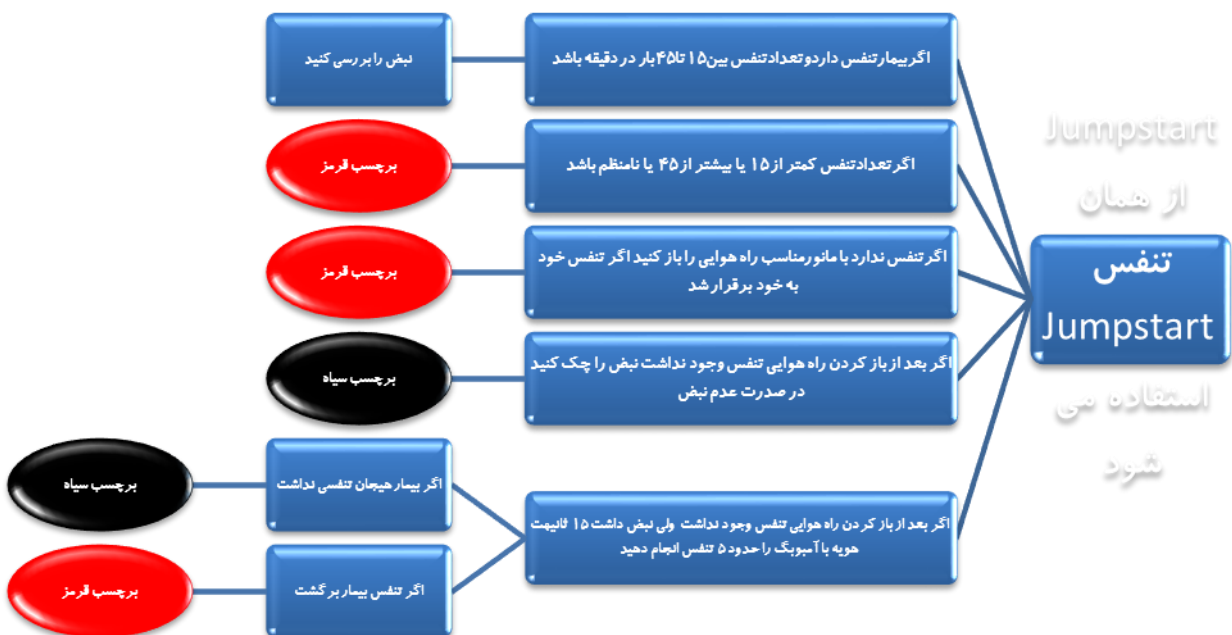 Jumpstart
از همان
تنفس
Jumpstart
استفاده می
شود
اگر بیمار تنفس دارد و تعداد تنفس بین ۱۵ تا ۴۵ بار در دقیقه باشد
نبض را بررسی کنید
اگر تعداد تنفس کمتر از ۱۵ یا بیشتر از ۴۵ یا نامنظم باشد
برچسب قرمز
اگر تنفس ندارد با مانور مناسب راه هوایی را باز کنید اگر تنفس خود
به خود برقرار شد
برچسب قرمز
اگر بعد از باز کردن راه هوایی تنفس وجود نداشت نبض را چک کنید
در صدرت عدم نبض
برچسب سیاه
اگر بعد از باز کردن راه هوایی تنفس وجود نداشت ولی نبض داشت ۱۵ ثانیهت
هویه با آمبوبگ را حدود ۵ تنفس انجام دهید
اگر بیمار هیجان تنفسی نداشت
برچسب سیاه
اگر تنفس بیمار برگشت
برچسب قرمز